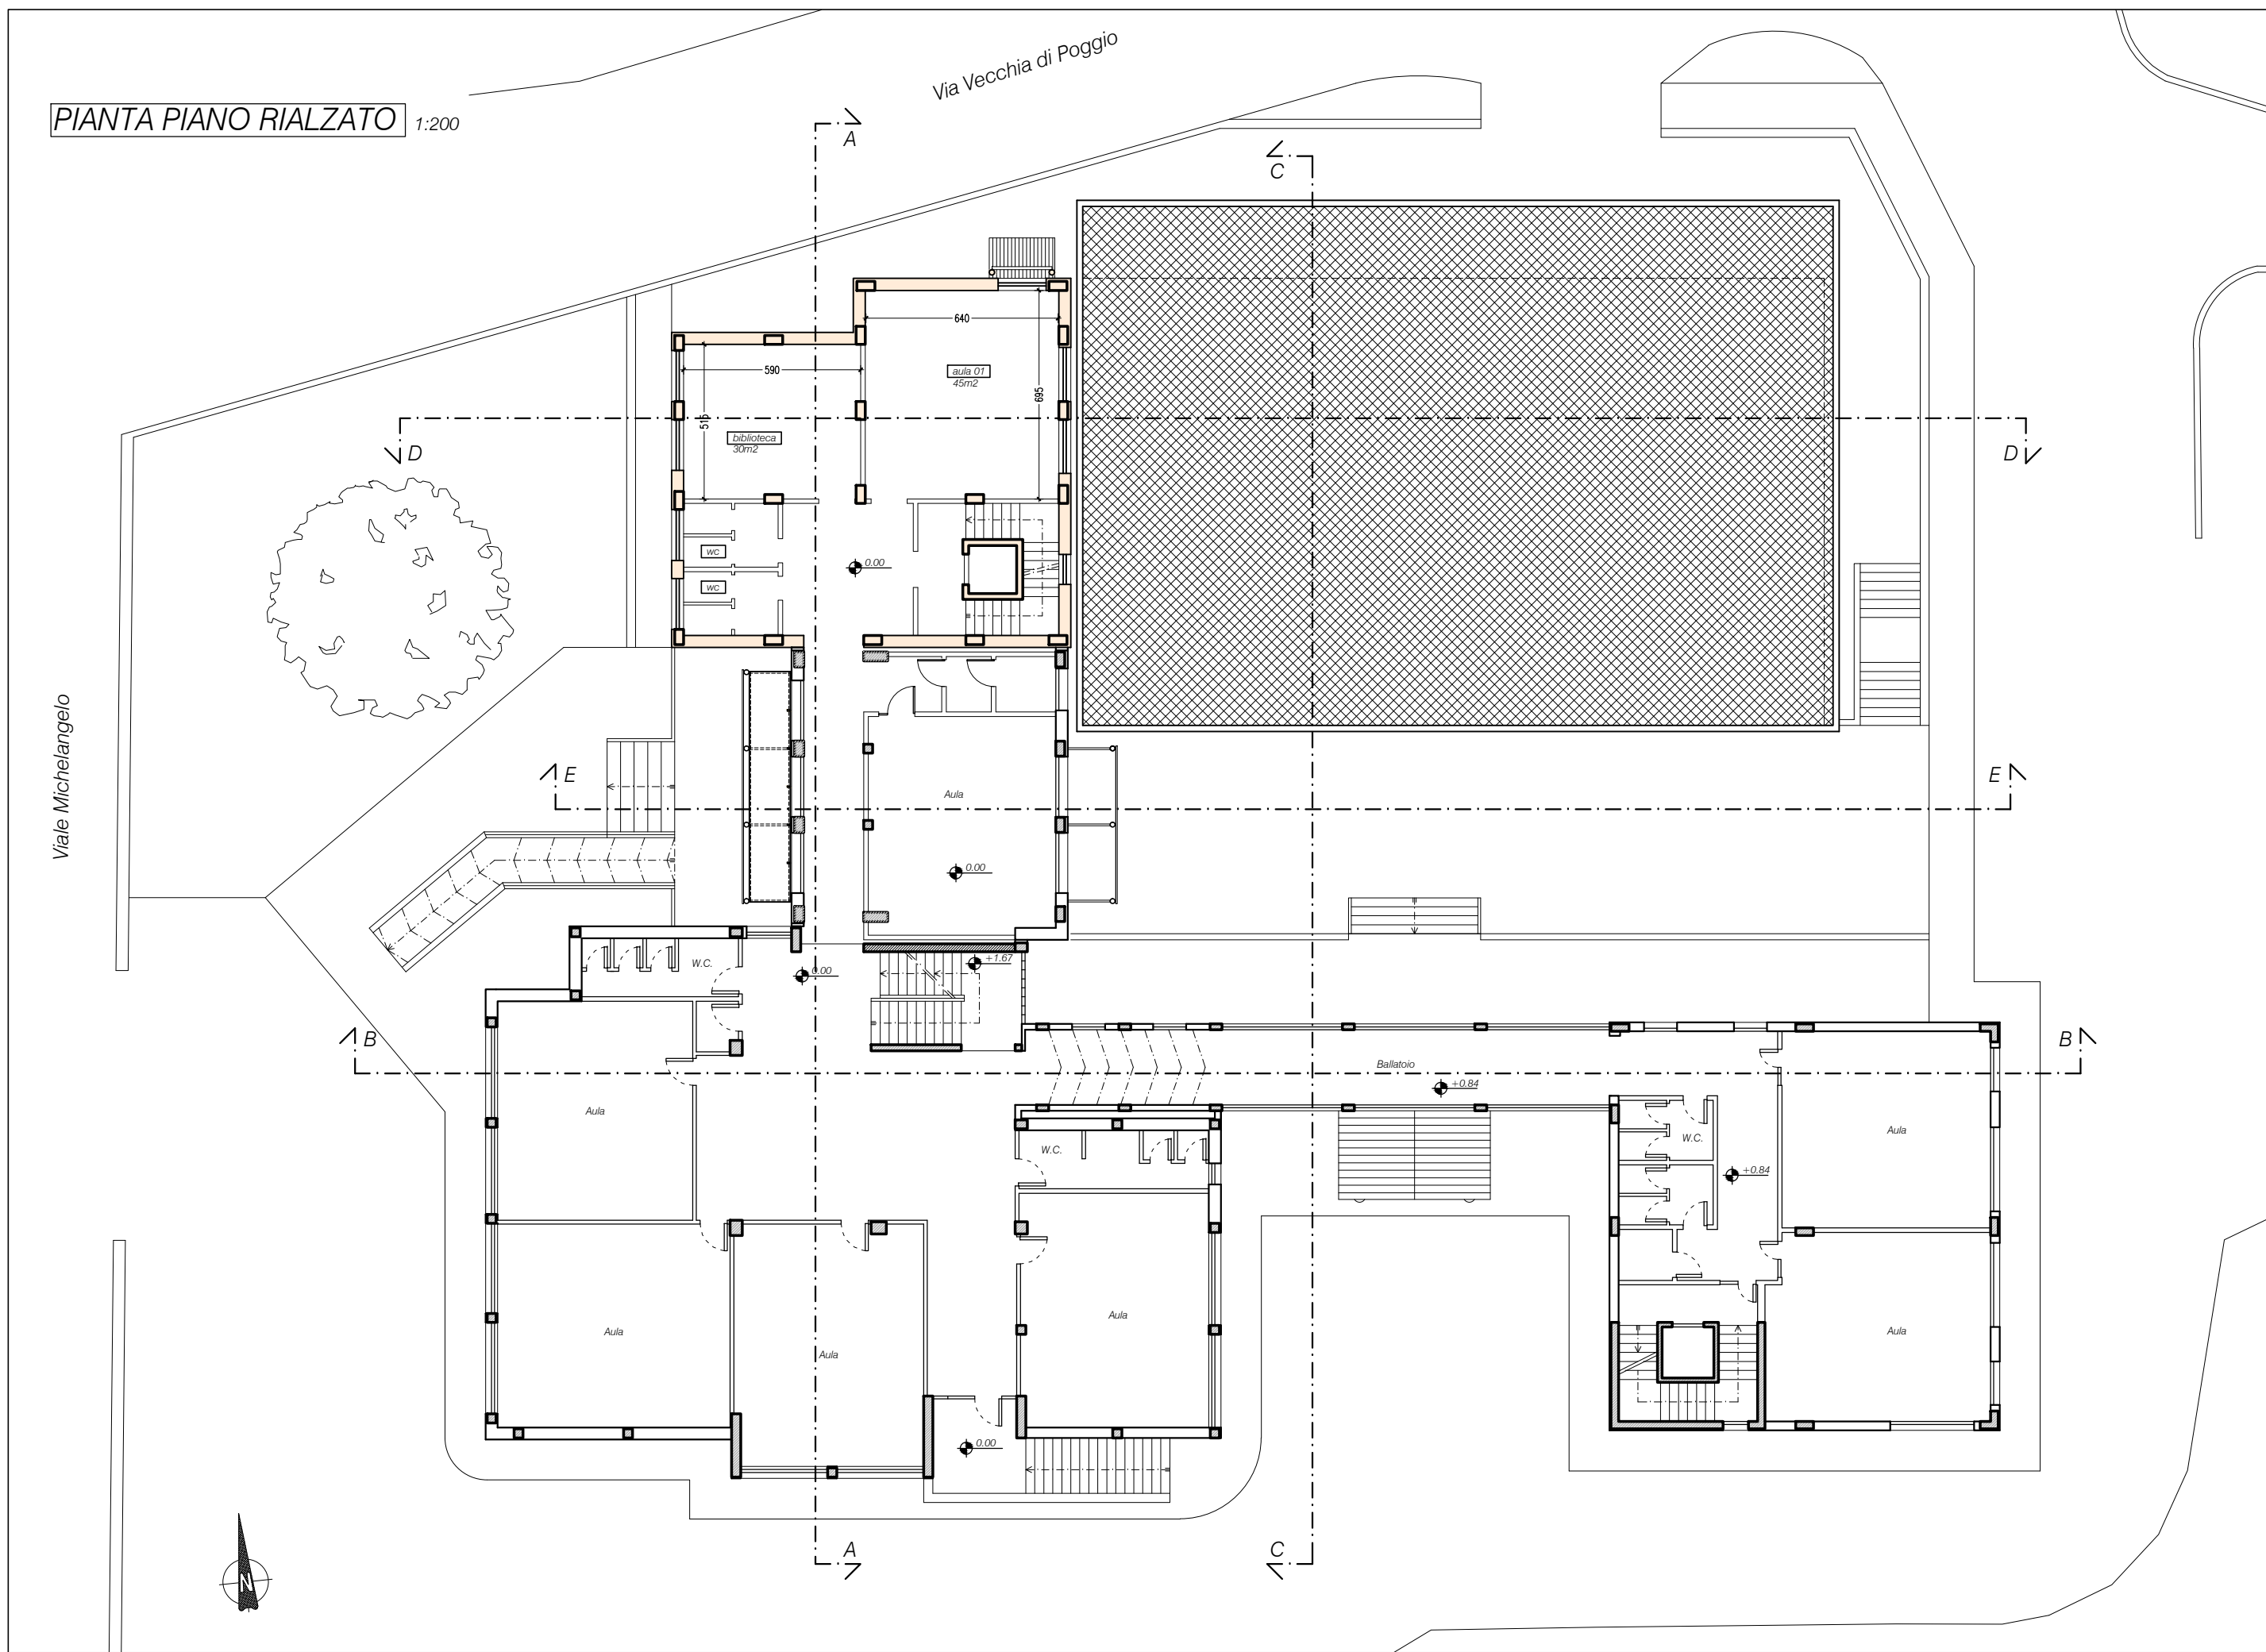 Via Vecchia di Poggio
PIANTA PIANO RIALZATO 1:200
A
C
640
590
aula 01
45m2
695
515
biblioteca
30m2
D
D
wc
0.00
wc
Viale Michelangelo
E
E
Aula
0.00
W.C.
+1.67
0.00
B
B
Ballatoio
+0.84
Aula
Aula
W.C.
W.C.
+0.84
Aula
Aula
Aula
Aula
Aula
0.00
A
C
N